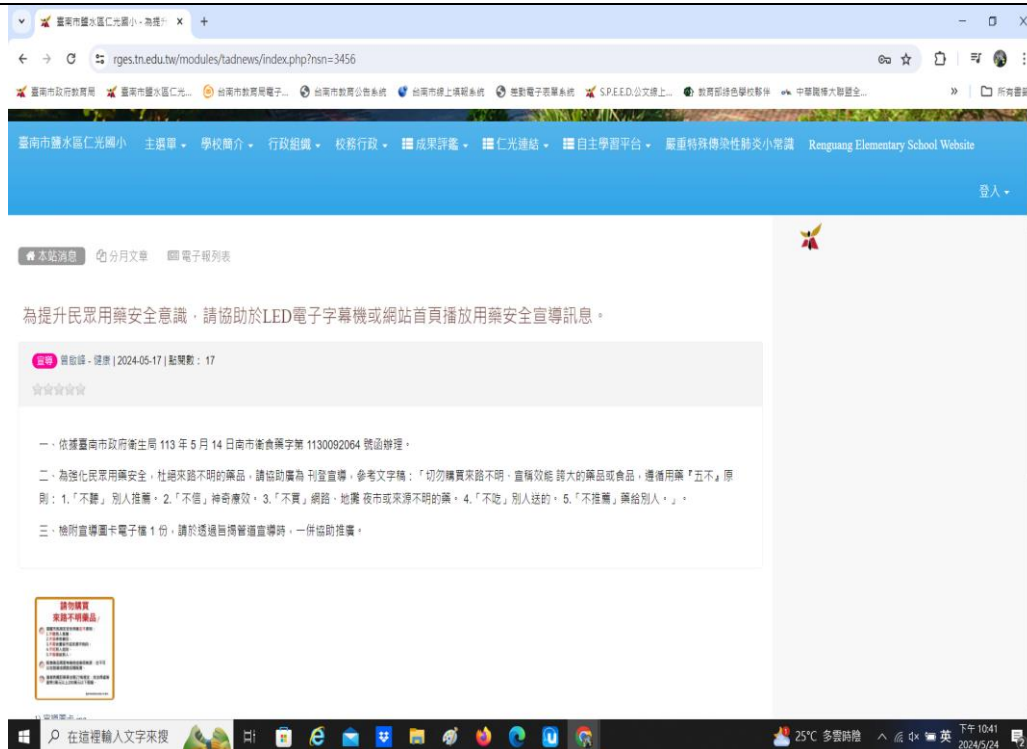 臺南市鹽水區仁光國小 - 為提升
rges.tn.edu.tw/modules/tadnews/index.php?nsn=3456
臺南市政府教育局 臺南市鹽水區仁光... 台南市教育局電子... 台南市教育公告系統 台南市線上填報系統 差勤電子表單系統 S.P.E.E.D.公文線上... 教育部綠色學校夥伴 中華職棒大聯盟全... » 所有書籤
臺南市鹽水區仁光國小 主選單 學校簡介 行政組織 校務行政 成果評鑑 仁光連結 自主學習平台 嚴重特殊傳染性肺炎小常識 Renguang Elementary School Website
登入
本站消息 分月文章 電子報列表
為提升民眾用藥安全意識,請協助於LED電子字幕機或網站首頁播放用藥安全宣導訊息。
宣導 - 健康 | 2024-05-17 | 點閱數: 17
一、依據臺南市政府衛生局 113 年 5 月 14 日南市衛食藥字第 1130092064 號函辦理。
二、為強化民眾用藥安全,杜絕來路不明的藥品,請協助廣為 刊登宣導,參考文字稿:「切勿購買來路不明、宣稱效能 誇大的藥品或食品,遵循用藥『五不』原
則: 1.「不聽」 別人推薦。 2.「不信」神奇療效。 3.「不買」網路、地攤 夜市或來源不明的藥。 4.「不吃」別人送的。 5.「不推薦」藥給別人。」。
三、檢附宣導圖卡電子檔 1 份,請於透過旨揭管道宣導時,一併協助推廣。
請勿購買
來路不明藥品
在這裡輸入文字來搜
25°C 多雲時陰 英 下午 10:41
2024/5/24